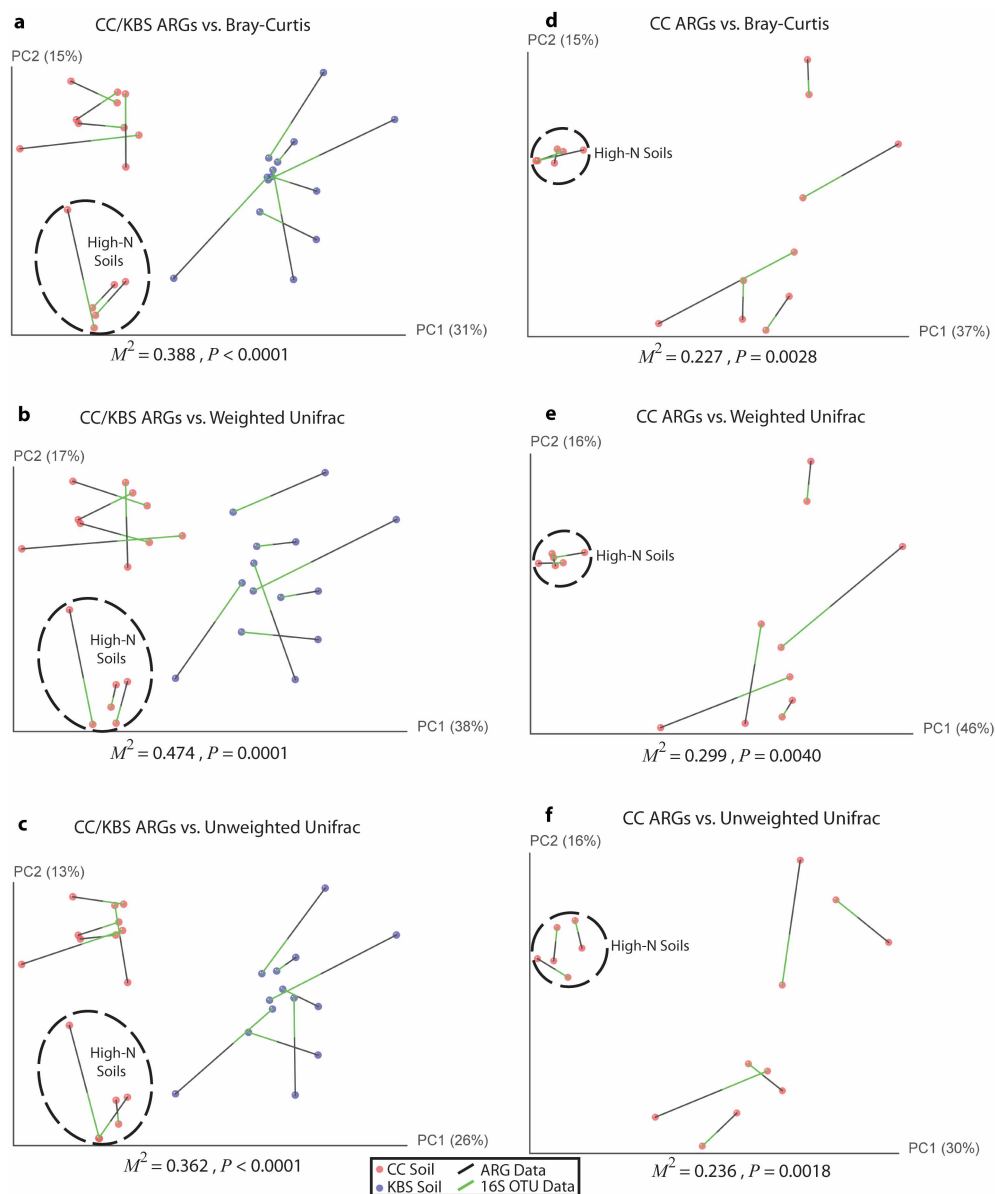 a
CC/KBS ARGs vs. Bray-Curtis
PC2 (15%)
High-N
Soils
PC1 (31%)
M² = 0.388 , P < 0.0001
b
CC/KBS ARGs vs. Weighted Unifrac
PC2 (17%)
High-N
Soils
PC1 (38%)
M² = 0.474 , P = 0.0001
c
CC/KBS ARGs vs. Unweighted Unifrac
PC2 (13%)
High-N
Soils
PC1 (26%)
M² = 0.362 , P < 0.0001
d
CC ARGs vs. Bray-Curtis
PC2 (15%)
High-N Soils
PC1 (37%)
M² = 0.227 , P = 0.0028
e
CC ARGs vs. Weighted Unifrac
PC2 (16%)
High-N Soils
PC1 (46%)
M² = 0.299 , P = 0.0040
f
CC ARGs vs. Unweighted Unifrac
PC2 (16%)
High-N Soils
PC1 (30%)
M² = 0.236 , P = 0.0018
CC Soil
ARG Data
KBS Soil
16S OTU Data